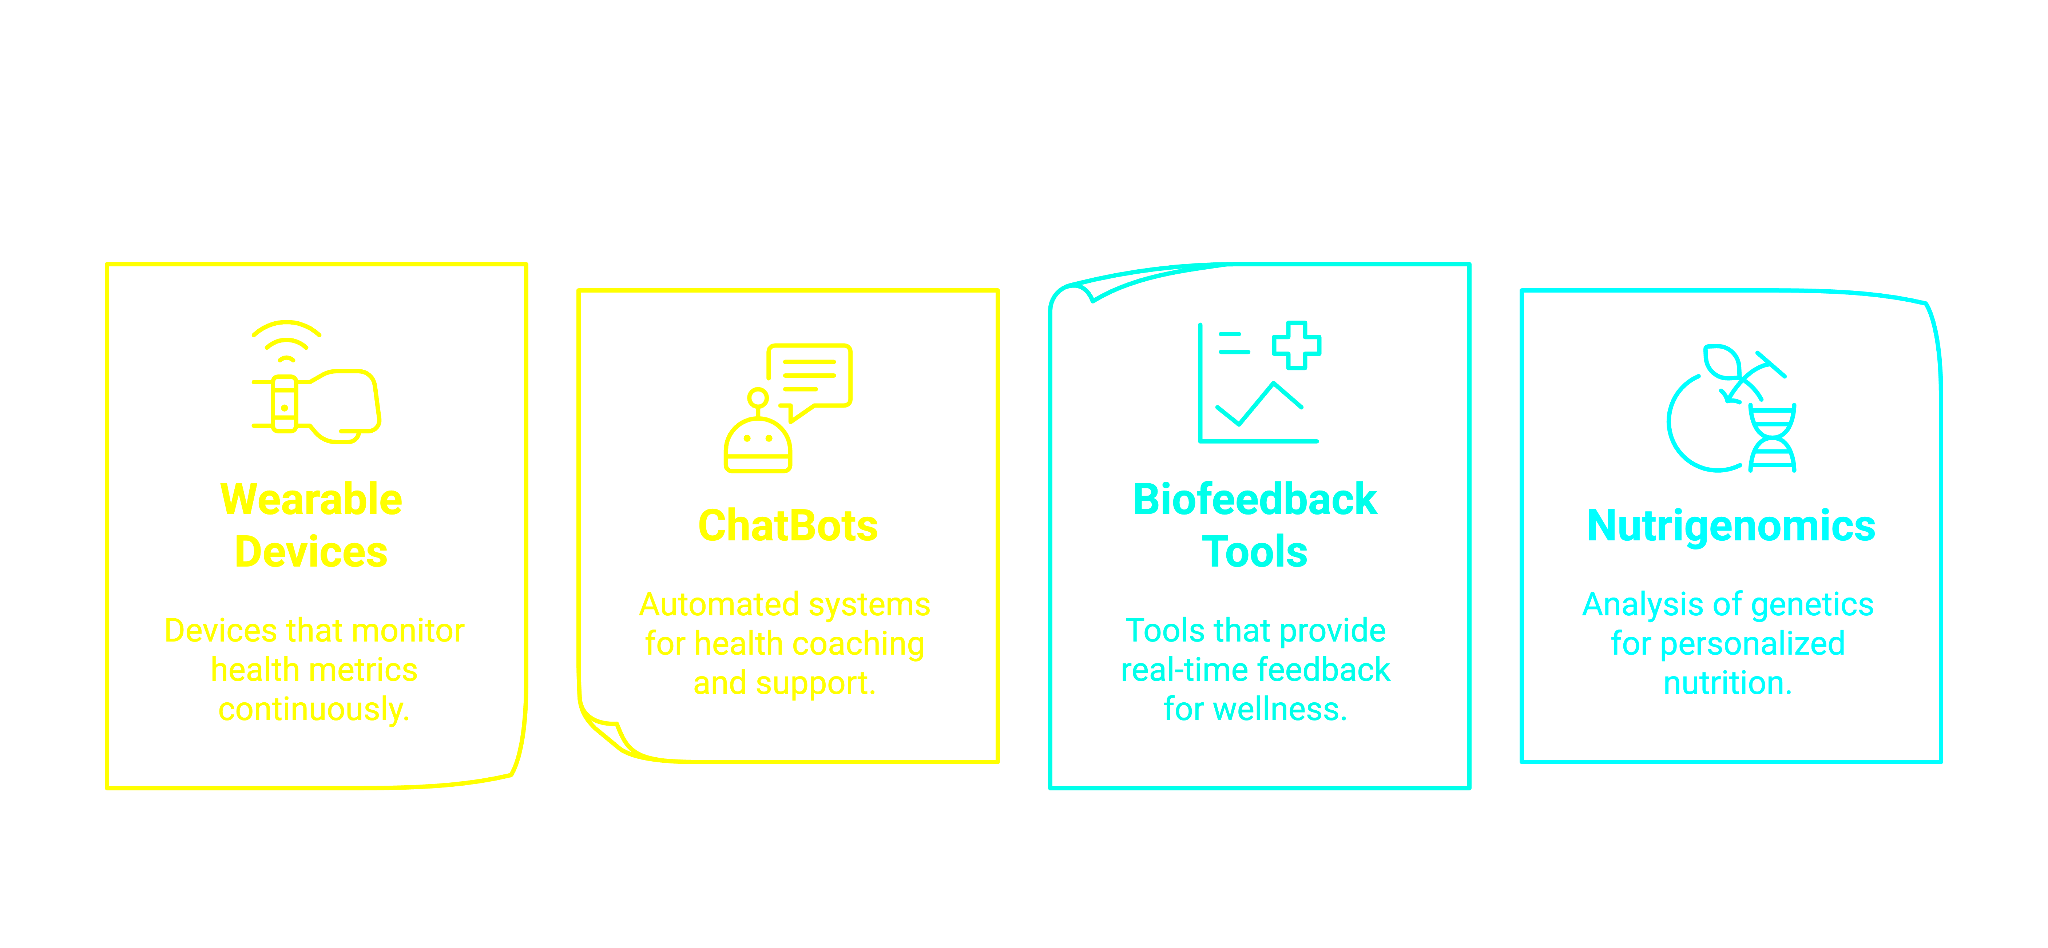 Wearable
Devices
Devices that monitor
health metrics
continuously.
ChatBots
Automated systems
for health coaching
and support.
Biofeedback
Tools
Tools that provide
real-time feedback
for wellness.
Nutrigenomics
Analysis of genetics
for personalized
nutrition.